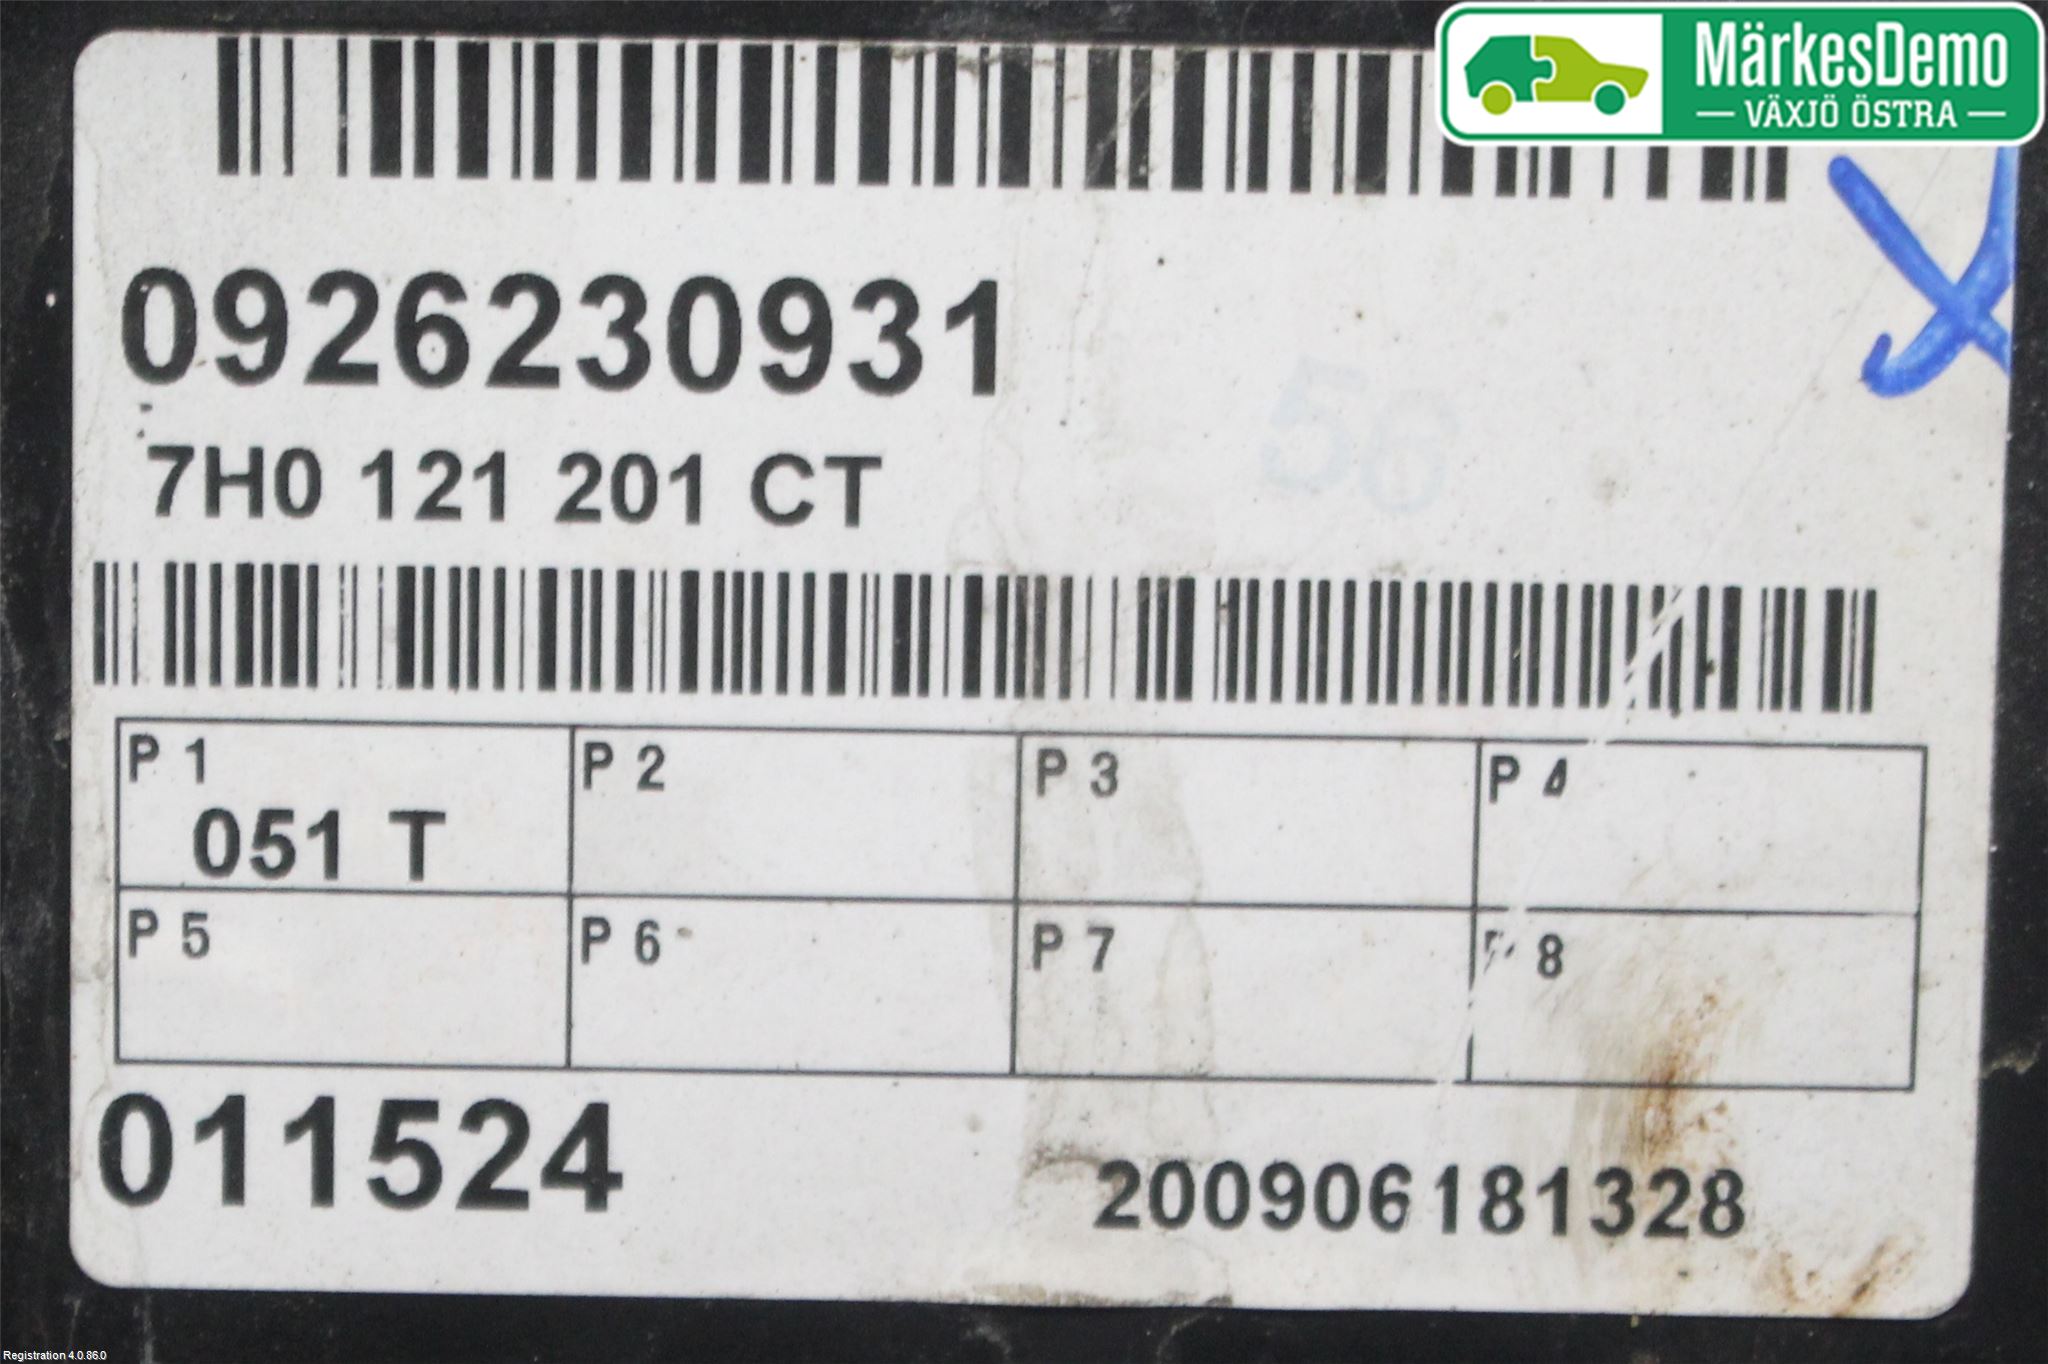 MärkesDemo
VÄXJÖ ÖSTRA
0926230931
56
7H0 121 201 CT
P 1 P 2 P 3 P 4
051 T
P 5 P 6 P 7 P 8
011524
200906181328
Registration 4.0.86.0